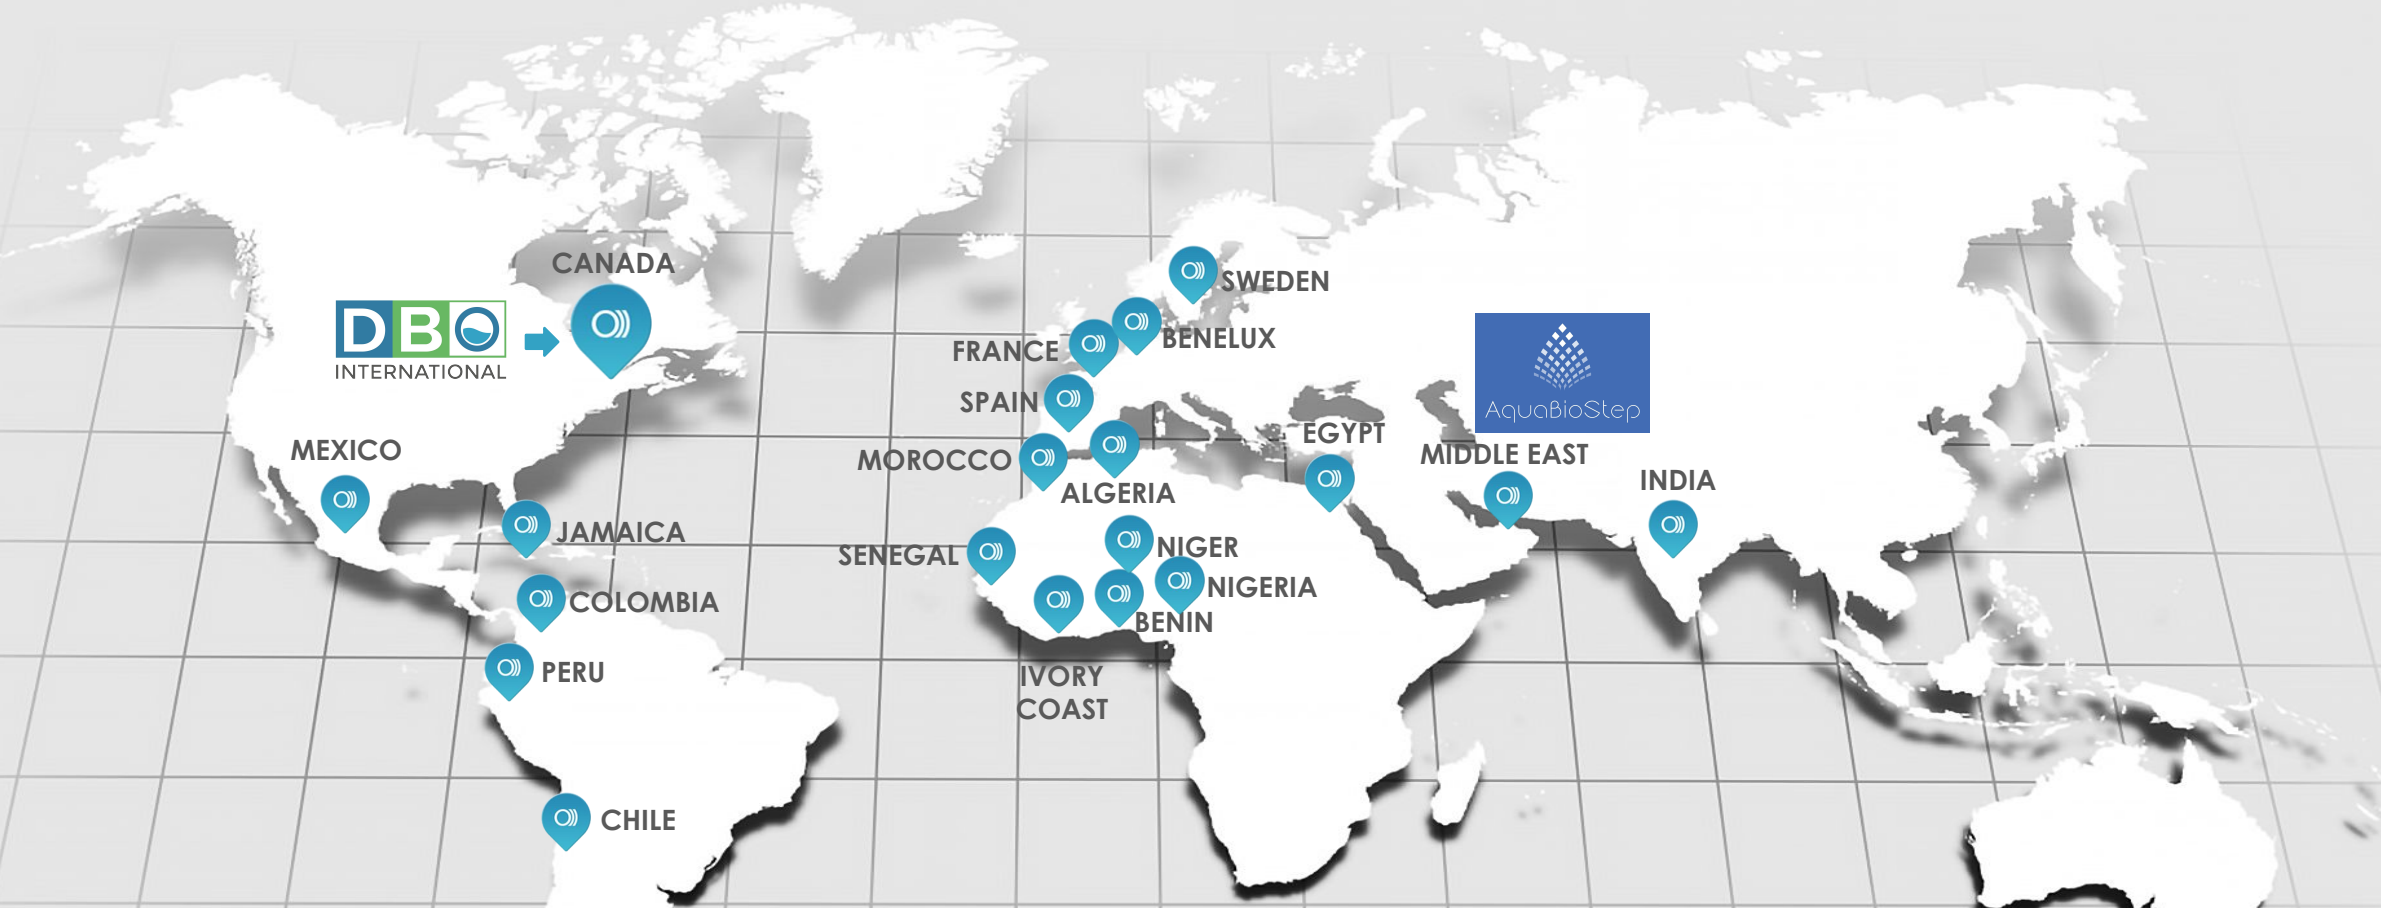 CANADA
DBO
INTERNATIONAL
MEXICO
JAMAICA
COLOMBIA
PERU
CHILE
SWEDEN
BENELUX
FRANCE
SPAIN
MOROCCO
ALGERIA
EGYPT
SENEGAL
NIGER
NIGERIA
BENIN
IVORY
COAST
AquaBioStep
MIDDLE EAST
INDIA